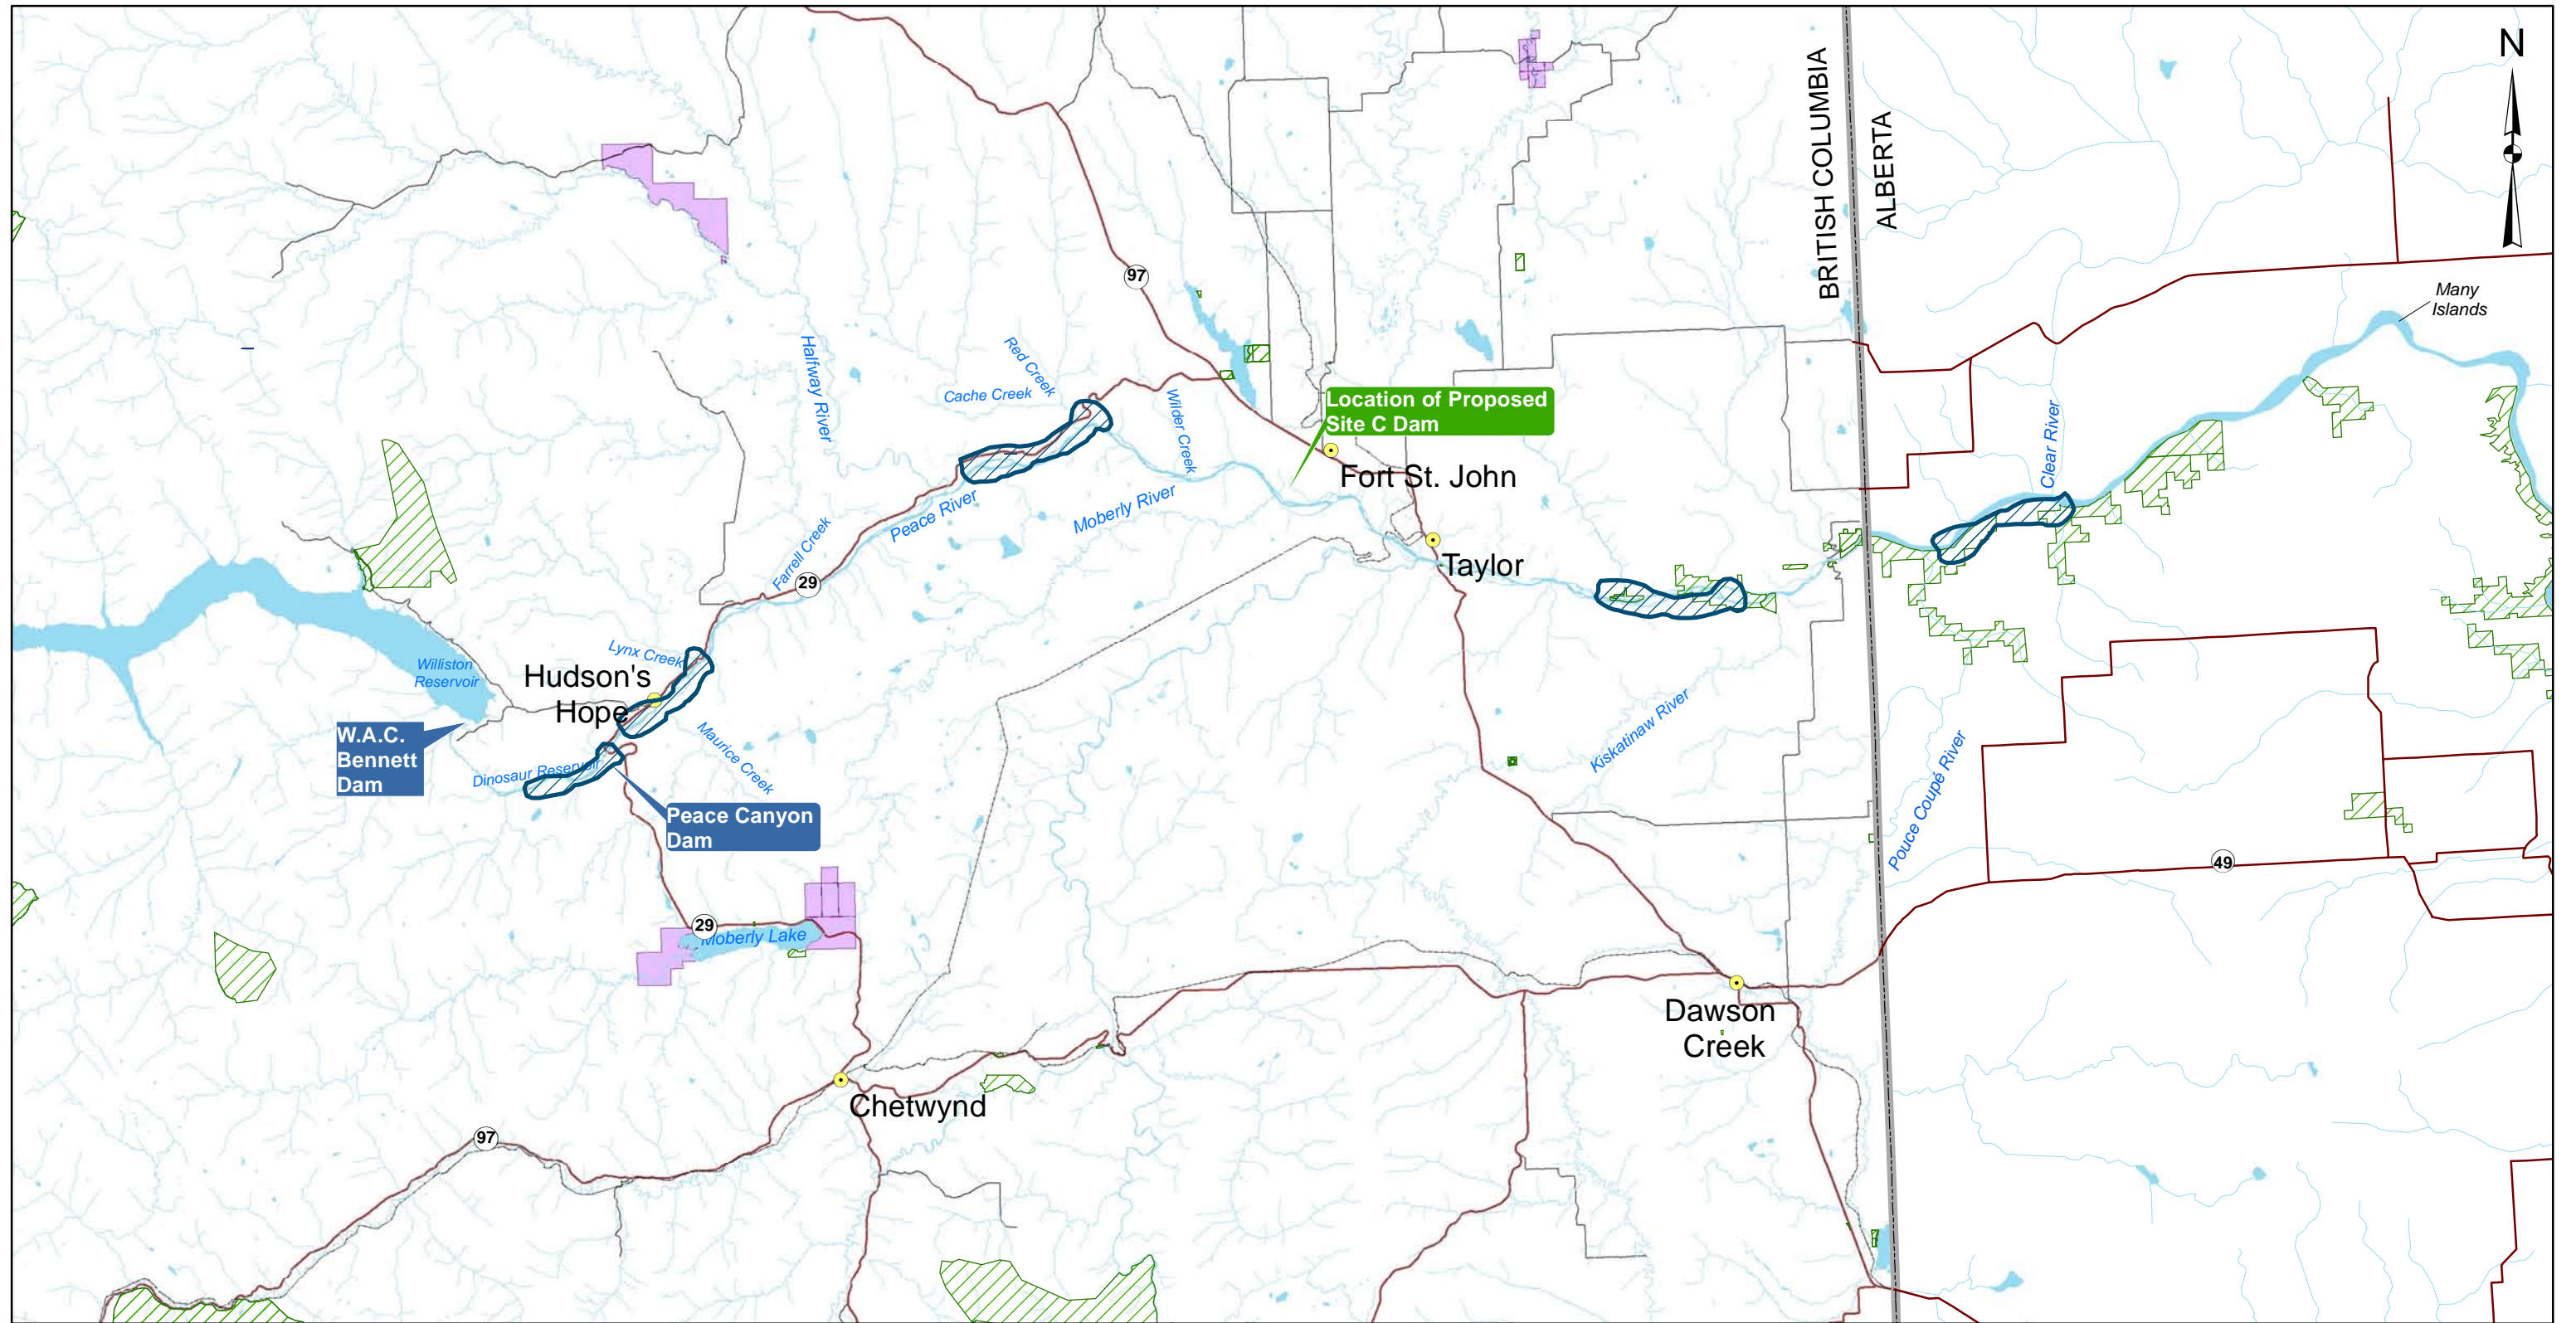 N
BRITISH COLUMBIA
ALBERTA
97
Many
Islands
Halfway River
Red Creek
Cache Creek
Wilder Creek
Location of Proposed
Site C Dam
Fort St. John
Clear River
Peace River
Moberly River
Farrell Creek
29
Taylor
Lynx Creek
Williston
Reservoir
Hudson's
Hope
W.A.C.
Bennett
Dam
Dinosaur Reservoir
Maurice Creek
Peace Canyon
Dam
Kiskatinaw River
Pouce Coupé River
49
29
Moberly Lake
Dawson
Creek
Chetwynd
97